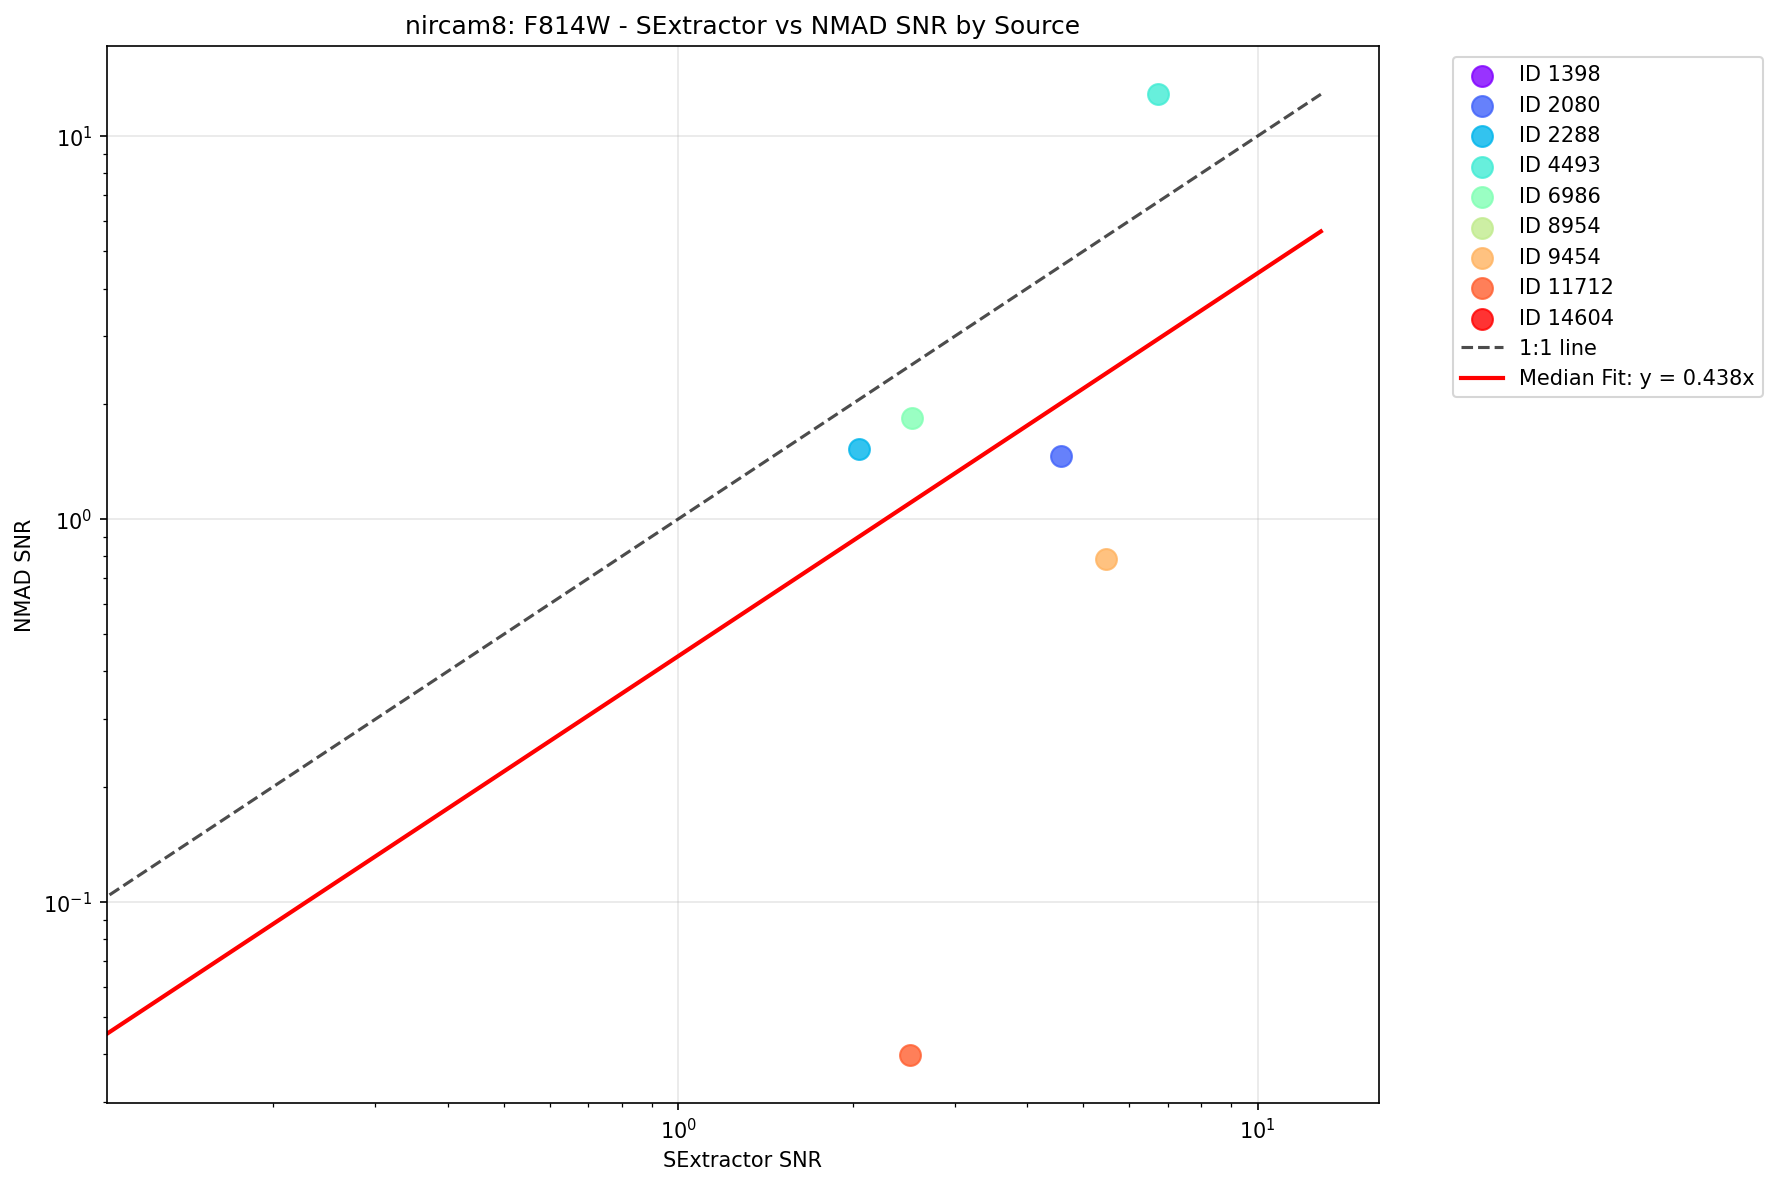 nircam8: F814W - SExtractor vs NMAD SNR by Source
ID 1398
ID 2080
ID 2288
ID 4493
ID 6986
ID 8954
ID 9454
ID 11712
ID 14604
1:1 line
Median Fit: y = 0.438x
NMAD SNR
10¹
10⁰
10⁻¹
10⁰
10¹
SExtractor SNR